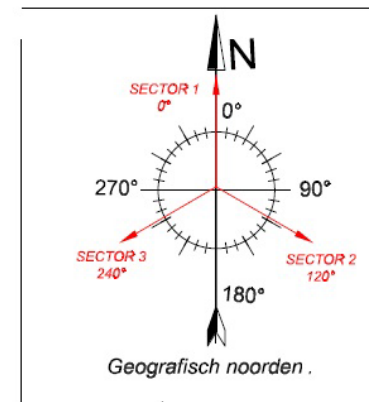 N
SECTOR 1
0°
0°
270°
90°
SECTOR 3
240°
SECTOR 2
120°
180°
Geografisch noorden .